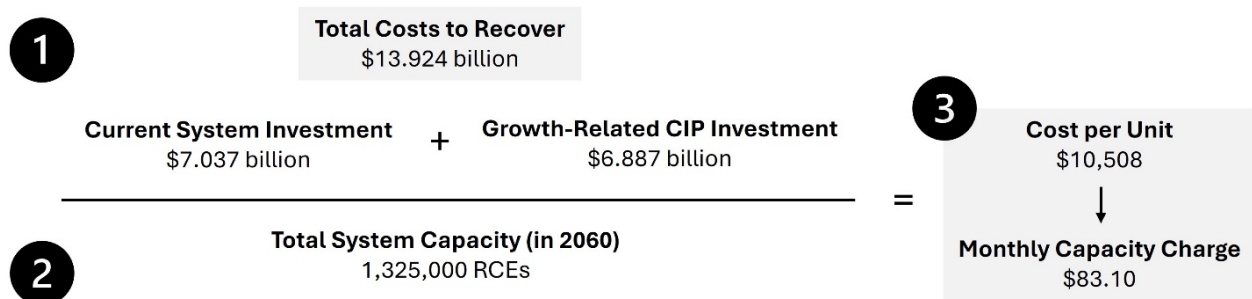 1
Total Costs to Recover
$13.924 billion
Current System Investment + Growth-Related CIP Investment
$7.037 billion $6.887 billion
2
Total System Capacity (in 2060)
1,325,000 RCEs
=
3
Cost per Unit
$10,508
↓
Monthly Capacity Charge
$83.10